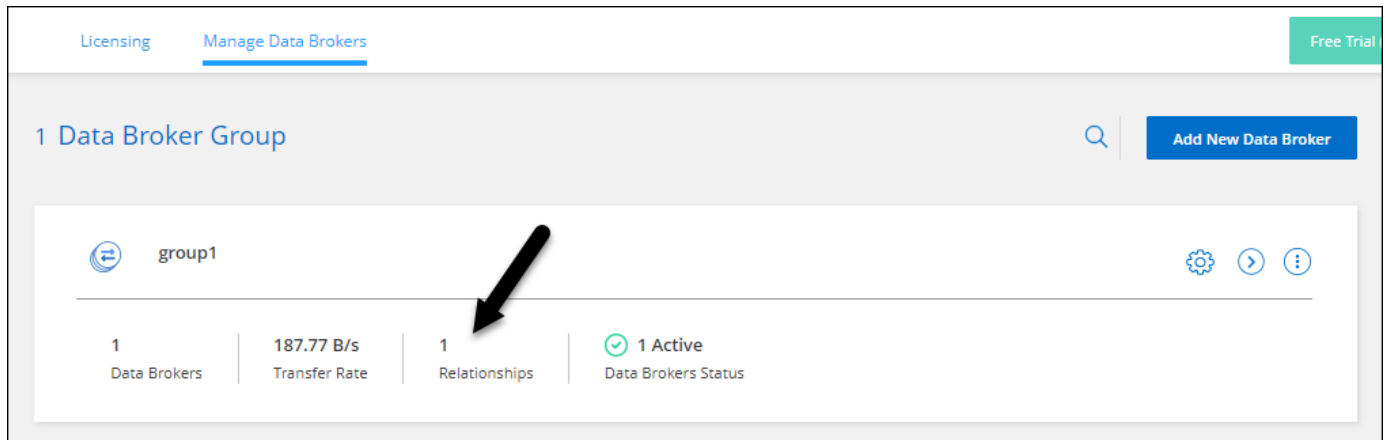 Licensing Manage Data Brokers Free Trial
1 Data Broker Group Add New Data Broker
group1
1 187.77 B/s 1 1 Active
Data Brokers Transfer Rate Relationships Data Brokers Status